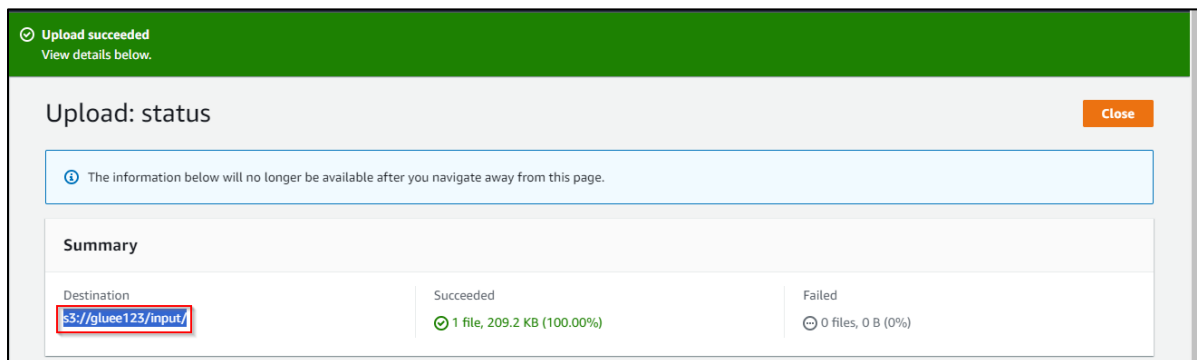 Upload succeeded
View details below.
Upload: status
Close
The information below will no longer be available after you navigate away from this page.
Summary
Destination
s3://gluee123/input/
Succeeded
1 file, 209.2 KB (100.00%)
Failed
0 files, 0 B (0%)